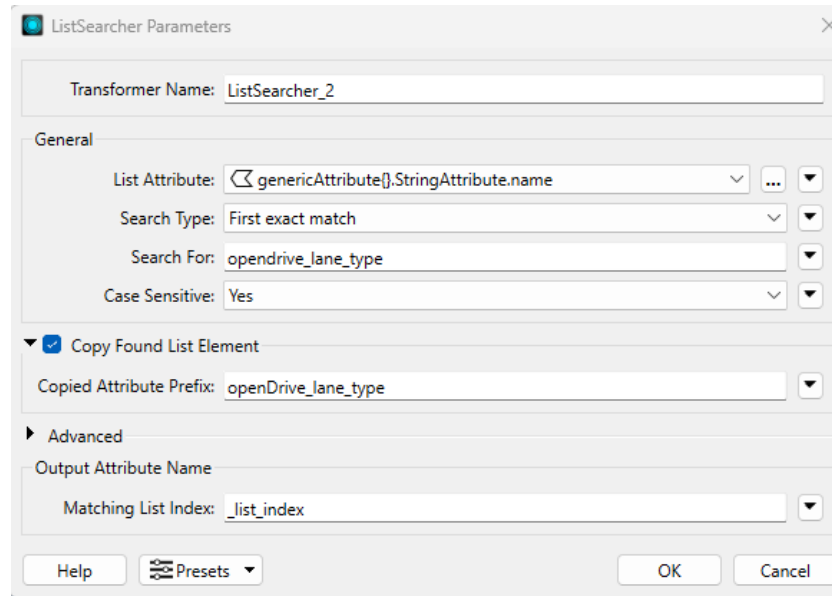 ListSearcher Parameters
Transformer Name: ListSearcher_2
General
List Attribute: genericAttribute{}.StringAttribute.name ...
Search Type: First exact match
Search For: opendrive_lane_type
Case Sensitive: Yes
Copy Found List Element
Copied Attribute Prefix: openDrive_lane_type
Advanced
Output Attribute Name
Matching List Index: _list_index
Help Presets OK Cancel